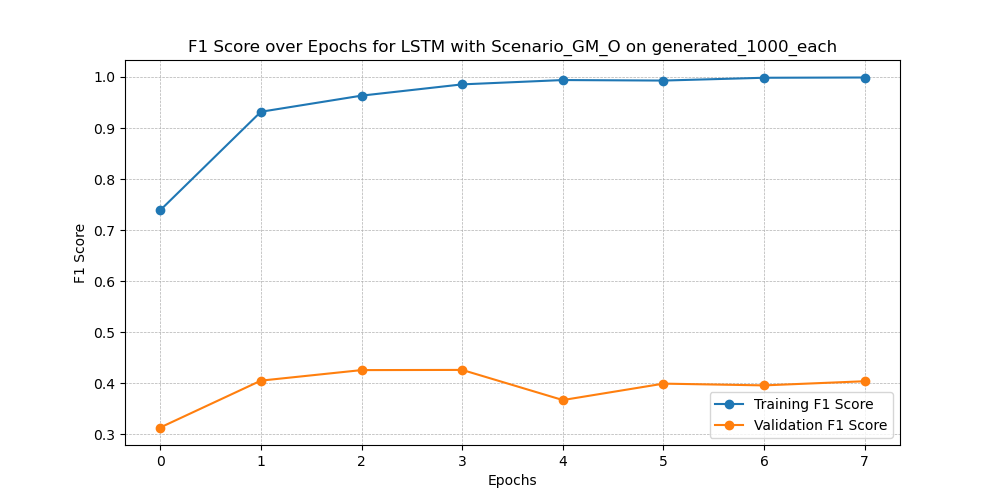 F1 Score over Epochs for LSTM with Scenario_GM_O on generated_1000_each
F1 Score
1.0
0.9
0.8
0.7
0.6
0.5
0.4
0.3
0 1 2 3 4 5 6 7
Epochs
Training F1 Score
Validation F1 Score